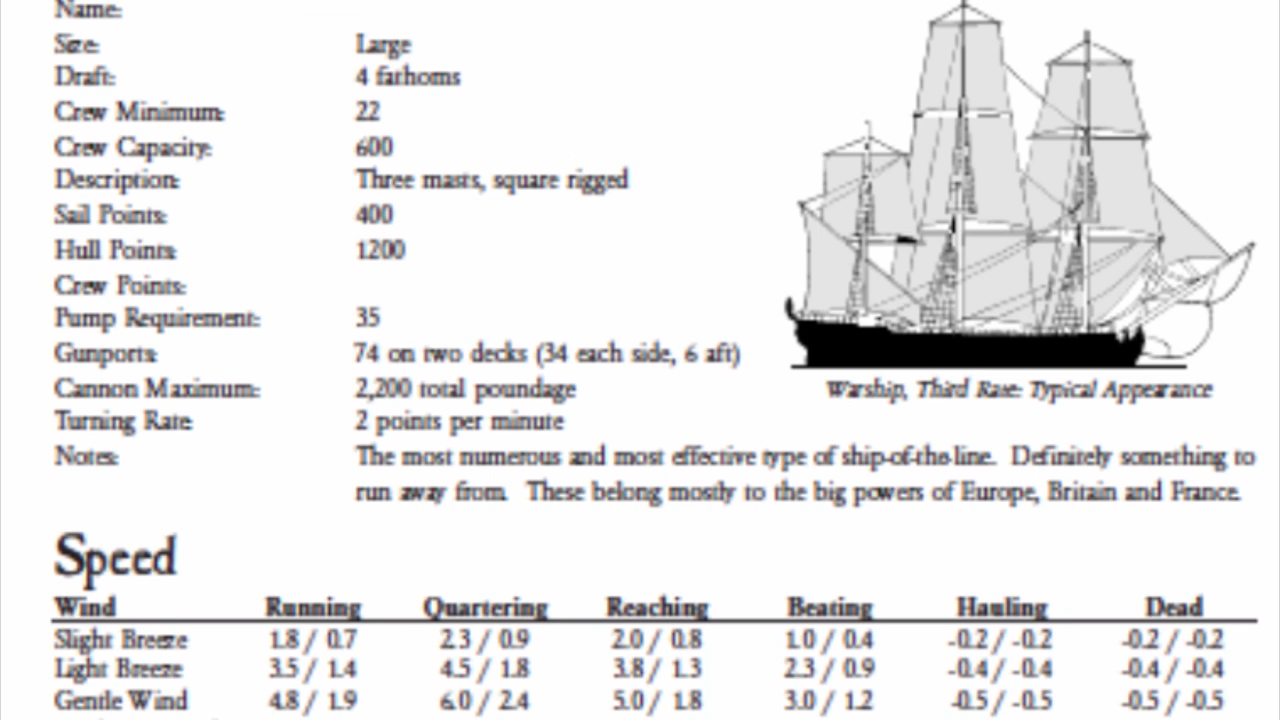 Name:
Size: Large
Draft: 4 fathoms
Crew Minimum: 22
Crew Capacity: 600
Description: Three masts, square rigged
Sail Points: 400
Hull Points: 1200
Crew Points:
Pump Requirement: 35
Gunports: 74 on two decks (34 each side, 6 aft)
Cannon Maximum: 2,200 total poundage
Warship, Third Rate: Typical Appearance
Turning Rate: 2 points per minute
Notes: The most numerous and most effective type of ship-of-the-line. Definitely something to
run away from. These belong mostly to the big powers of Europe, Britain and France.
Speed
Wind Running Quartering Reaching Beating Hauling Dead
Slight Breeze 1.8 / 0.7 2.3 / 0.9 2.0 / 0.8 1.0 / 0.4 -0.2 / -0.2 -0.2 / -0.2
Light Breeze 3.5 / 1.4 4.5 / 1.8 3.8 / 1.3 2.3 / 0.9 -0.4 / -0.4 -0.4 / -0.4
Gentle Wind 4.8 / 1.9 6.0 / 2.4 5.0 / 1.8 3.0 / 1.2 -0.5 / -0.5 -0.5 / -0.5